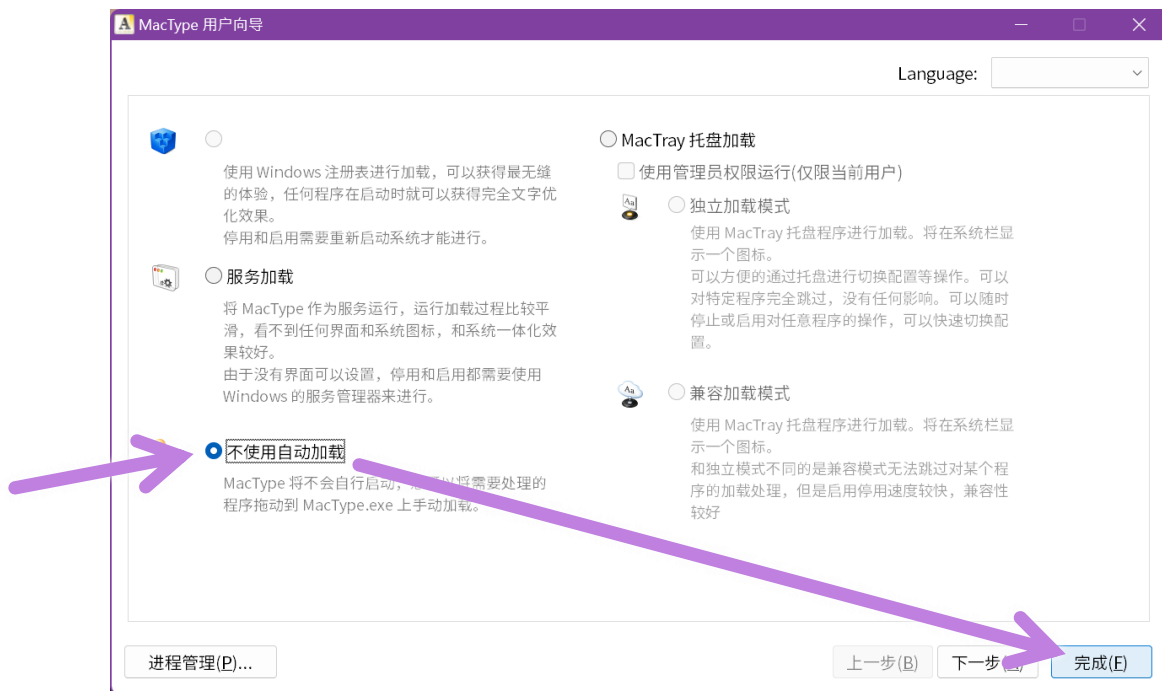 MacType 用户向导
Language:
使用 Windows 注册表进行加载，可以获得最无缝
的体验，任何程序在启动时就可以获得完全文字优
化效果。
停用和启用需要重新启动系统才能进行。
服务加载
将 MacType 作为服务运行，运行加载过程比较平
滑，看不到任何界面和系统图标，和系统一体化效
果较好。
由于没有界面可以设置，停用和启用都需要使用
Windows 的服务管理器来进行。
不使用自动加载
MacType 将不会自行启动，以将需要处理的
程序拖动到 MacType.exe 上手动加载。
MacTray 托盘加载
使用管理员权限运行(仅限当前用户)
独立加载模式
使用 MacTray 托盘程序进行加载。将在系统栏显
示一个图标。
可以方便的通过托盘进行切换配置等操作。可以
对特定程序完全跳过，没有任何影响。可以随时
停止或启用对任意程序的操作，可以快速切换配
置。
兼容加载模式
使用 MacTray 托盘程序进行加载。将在系统栏显
示一个图标。
和独立模式不同的是兼容模式无法跳过对某个程
序的加载处理，但是启用停用速度较快，兼容性
较好
进程管理(P)...
上一步(B)
下一步
完成(F)